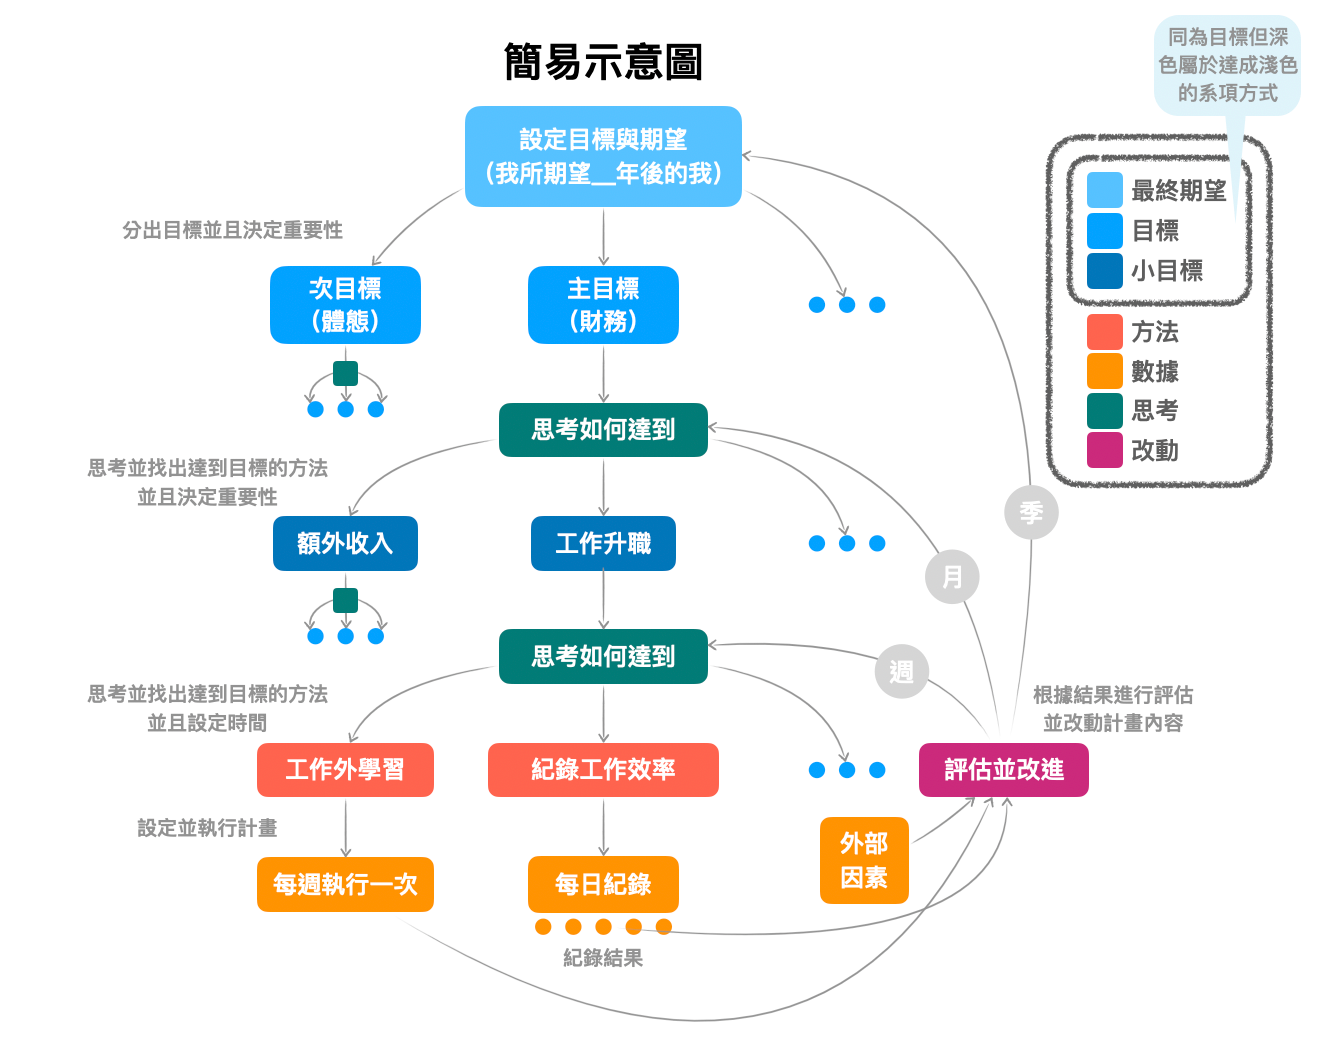 簡易示意圖
同為目標但深
色屬於達成淺色
的系項方式
設定目標與期望
（我所期望__年後的我）
最終期望
目標
小目標
方法
數據
思考
改動
分出目標並且決定重要性
次目標
（體態）
主目標
（財務）
思考如何達到
思考並找出達到目標的方法
並且決定重要性
季
額外收入
工作升職
月
思考如何達到
週
思考並找出達到目標的方法
並且設定時間
根據結果進行評估
並改動計畫內容
工作外學習
紀錄工作效率
評估並改進
設定並執行計畫
外部
因素
每週執行一次
每日紀錄
紀錄結果